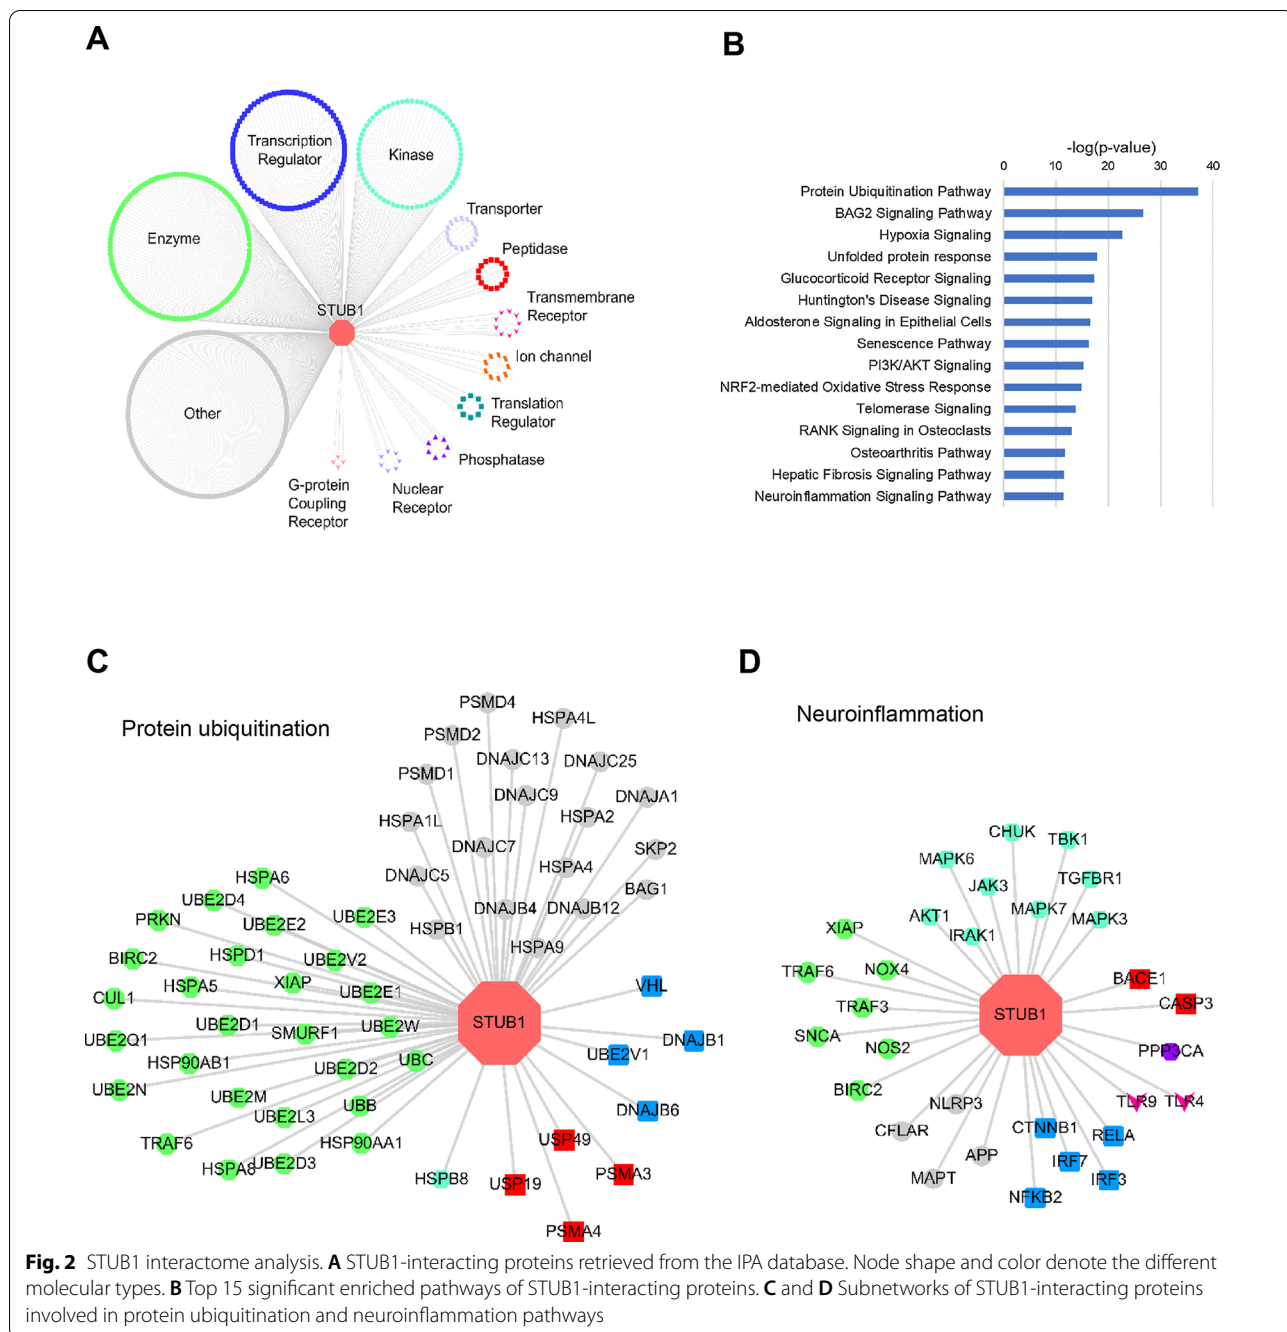 A
B
Transcription
Regulator
Kinase
Enzyme
Transporter
Peptidase
Transmembrane
Receptor
STUB1
Ion channel
Other
Translation
Regulator
Phosphatase
G-protein
Coupling
Receptor
Nuclear
Receptor
-log(p-value)
0 10 20 30 40
Protein Ubiquitination Pathway
BAG2 Signaling Pathway
Hypoxia Signaling
Unfolded protein response
Glucocorticoid Receptor Signaling
Huntington's Disease Signaling
Aldosterone Signaling in Epithelial Cells
Senescence Pathway
PI3K/AKT Signaling
NRF2-mediated Oxidative Stress Response
Telomerase Signaling
RANK Signaling in Osteoclasts
Osteoarthritis Pathway
Hepatic Fibrosis Signaling Pathway
Neuroinflammation Signaling Pathway
C
Protein ubiquitination
PSMD4
HSPA4L
PSMD2
DNAJC13
DNAJC25
PSMD1
DNAJC9
DNAJA1
HSPA1L
HSPA2
DNAJC7
SKP2
HSPA4
DNAJC5
BAG1
HSPA6
UBE2D4
DNAJB4
DNAJB12
PRKN
UBE2E2
UBE2E3
HSPB1
HSPA9
BIRC2
HSPD1
UBE2V2
HSPA5
XIAP
UBE2E1
VHL
CUL1
STUB1
UBE2D1
SMURF1
UBE2W
UBE2Q1
DNAJB1
UBE2V1
HSP90AB1
UBE2D2
UBC
UBE2N
UBE2M
UBB
DNAJB6
UBE2L3
TRAF6
HSP90AA1
USP49
HSPA8
UBE2D3
HSPB8
USP19
PSMA3
PSMA4
D
Neuroinflammation
CHUK
TBK1
MAPK6
JAK3
TGFBR1
AKT1
MAPK7
MAPK3
XIAP
IRAK1
TRAF6
NOX4
BACE1
TRAF3
CASP3
STUB1
SNCA
NOS2
PPP3CA
BIRC2
NLRP3
TLR9
TLR4
CFLAR
CTNNB1
RELA
APP
IRF7
MAPT
IRF3
NFKB2
Fig. 2 STUB1 interactome analysis. A STUB1-interacting proteins retrieved from the IPA database. Node shape and color denote the different
molecular types. B Top 15 significant enriched pathways of STUB1-interacting proteins. C and D Subnetworks of STUB1-interacting proteins
involved in protein ubiquitination and neuroinflammation pathways